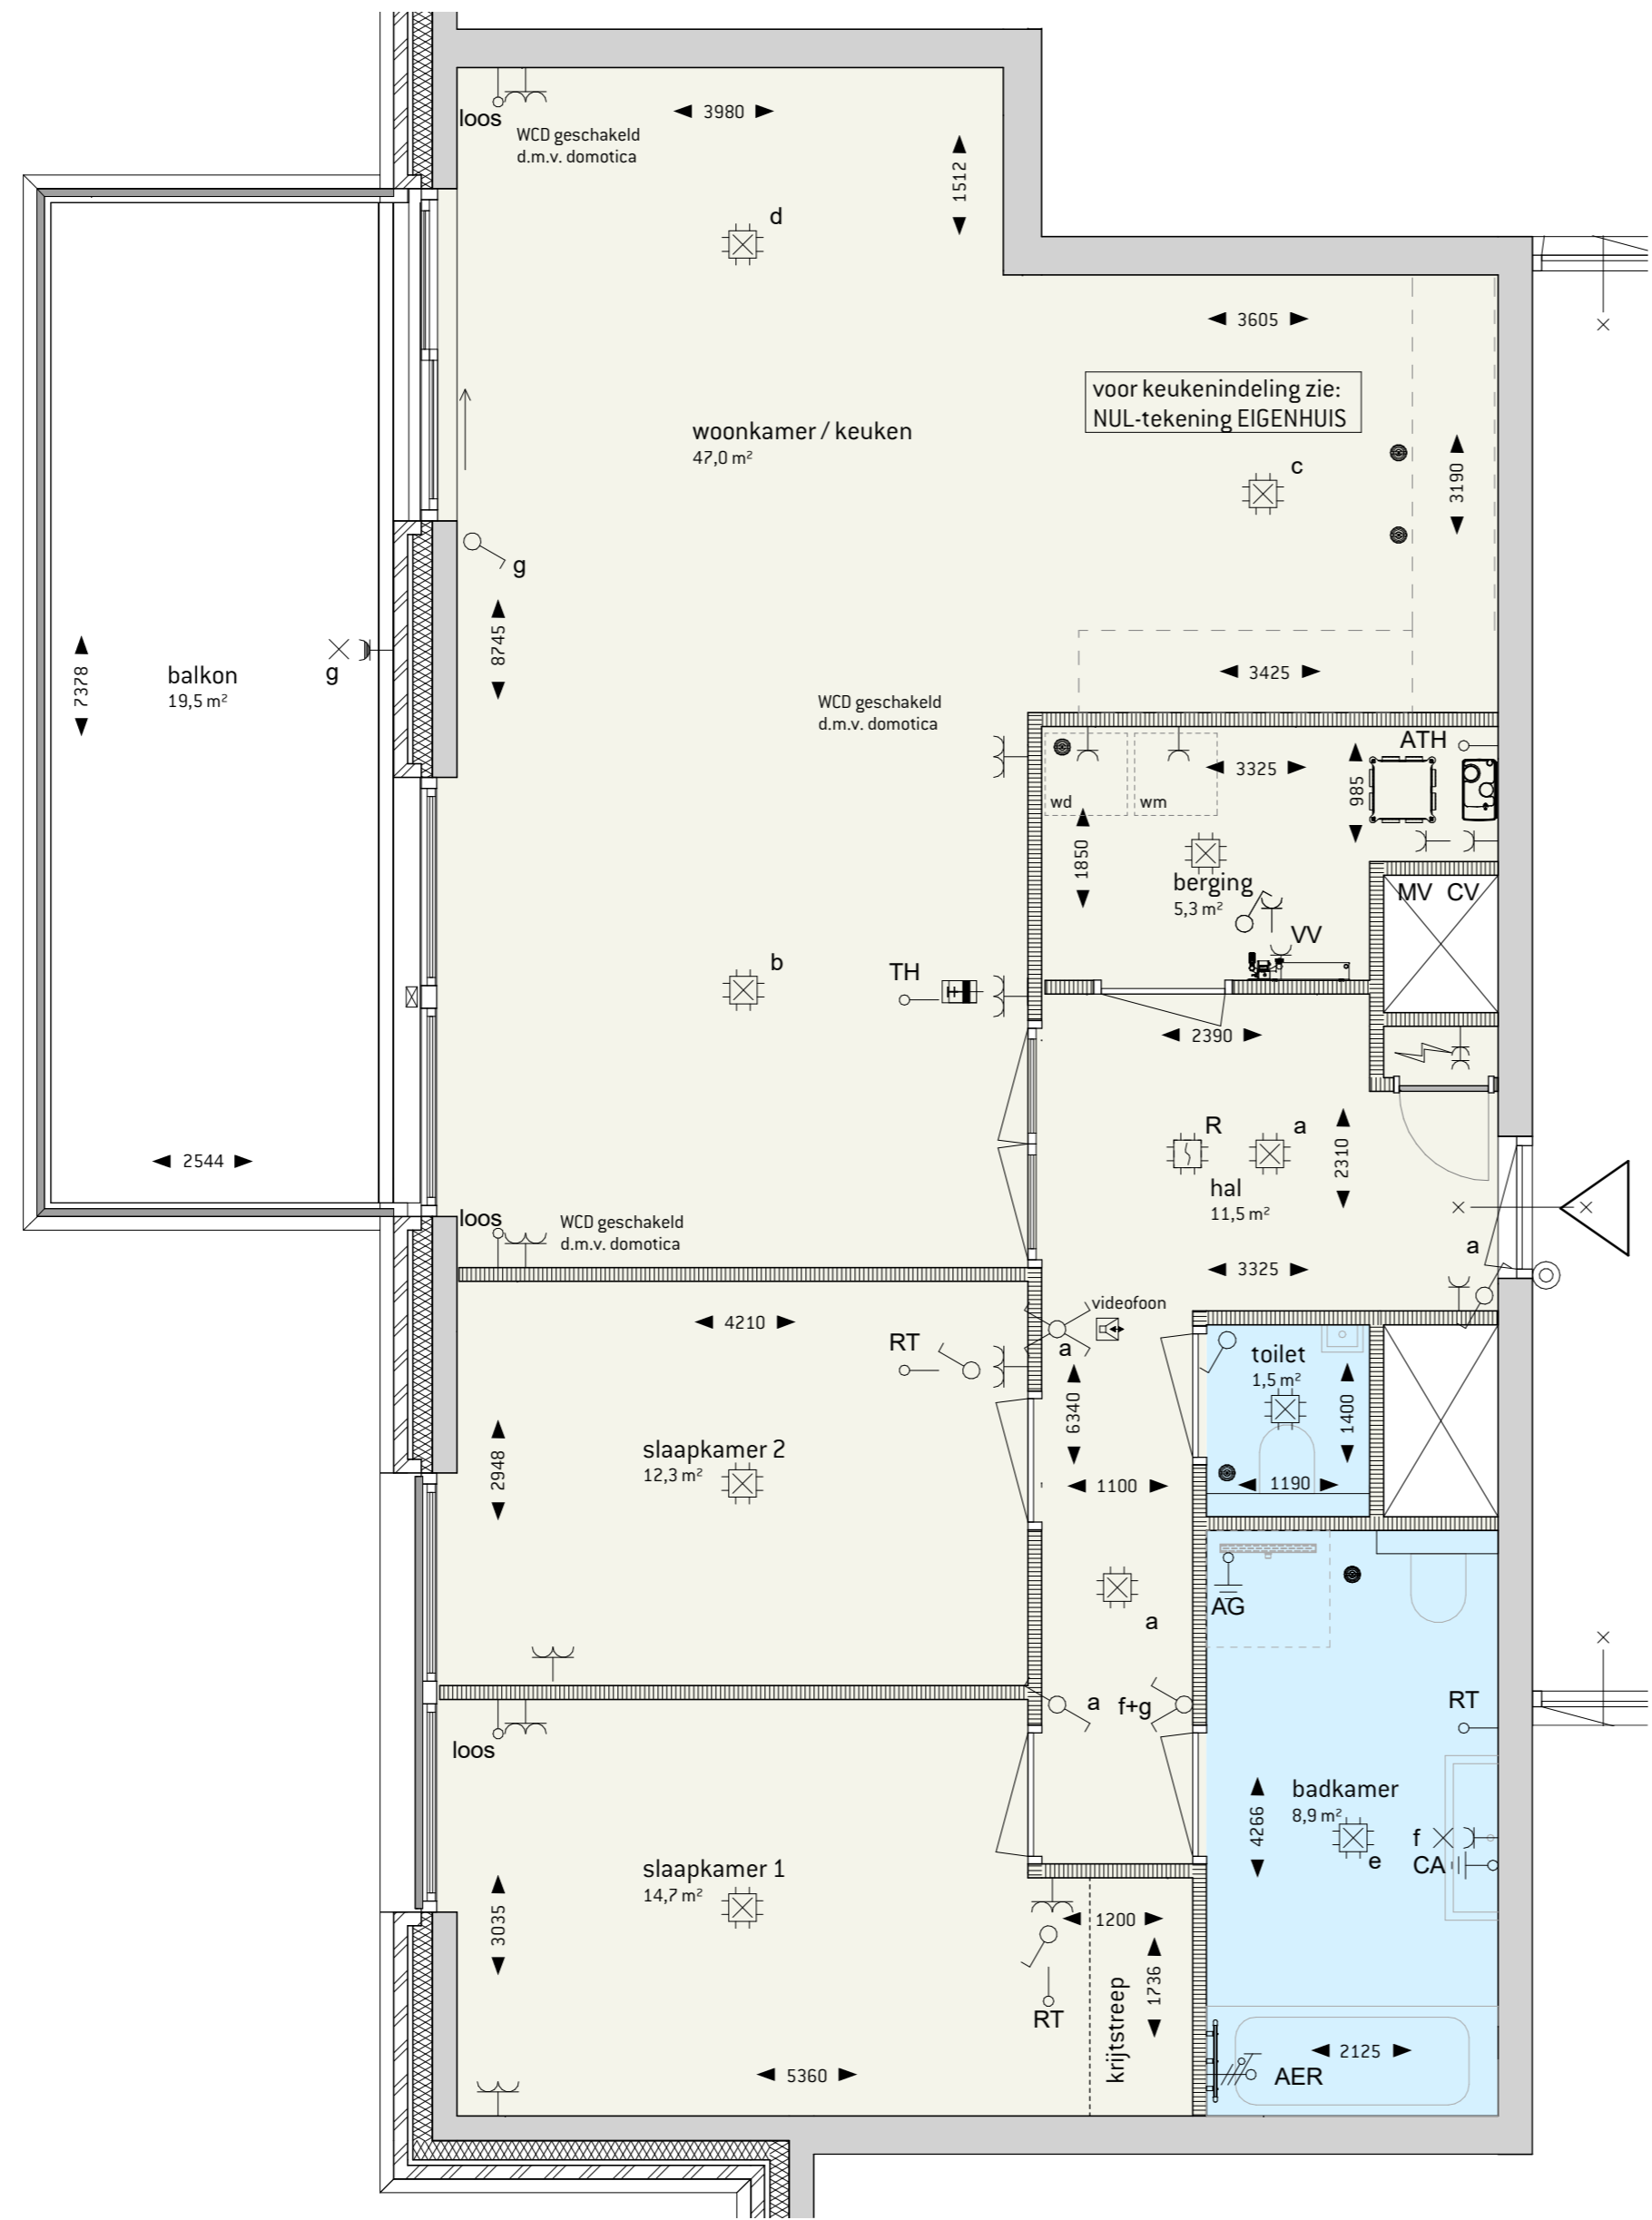 loos
WCD geschakeld
d.m.v. domotica
3980
1512
d
3605
voor keukenindeling zie:
NUL-tekening EIGENHUIS
woonkamer / keuken
47,0 m²
c
3190
g
8745
balkon
19,5 m²
g
7378
3425
WCD geschakeld
d.m.v. domotica
ATH
3325
985
wd
wm
1850
berging
5,3 m²
MV CV
VV
b
TH
2390
R
a
2310
hal
11,5 m²
2544
loos
WCD geschakeld
d.m.v. domotica
a
3325
videofoon
4210
RT
a
toilet
1,5 m²
6340
1400
slaapkamer 2
12,3 m²
2948
1100
1190
AG
a
a
f+g
RT
loos
badkamer
8,9 m²
4266
f
e
CA
slaapkamer 1
14,7 m²
3035
1200
1736
krijtstreep
RT
5360
2125
AER